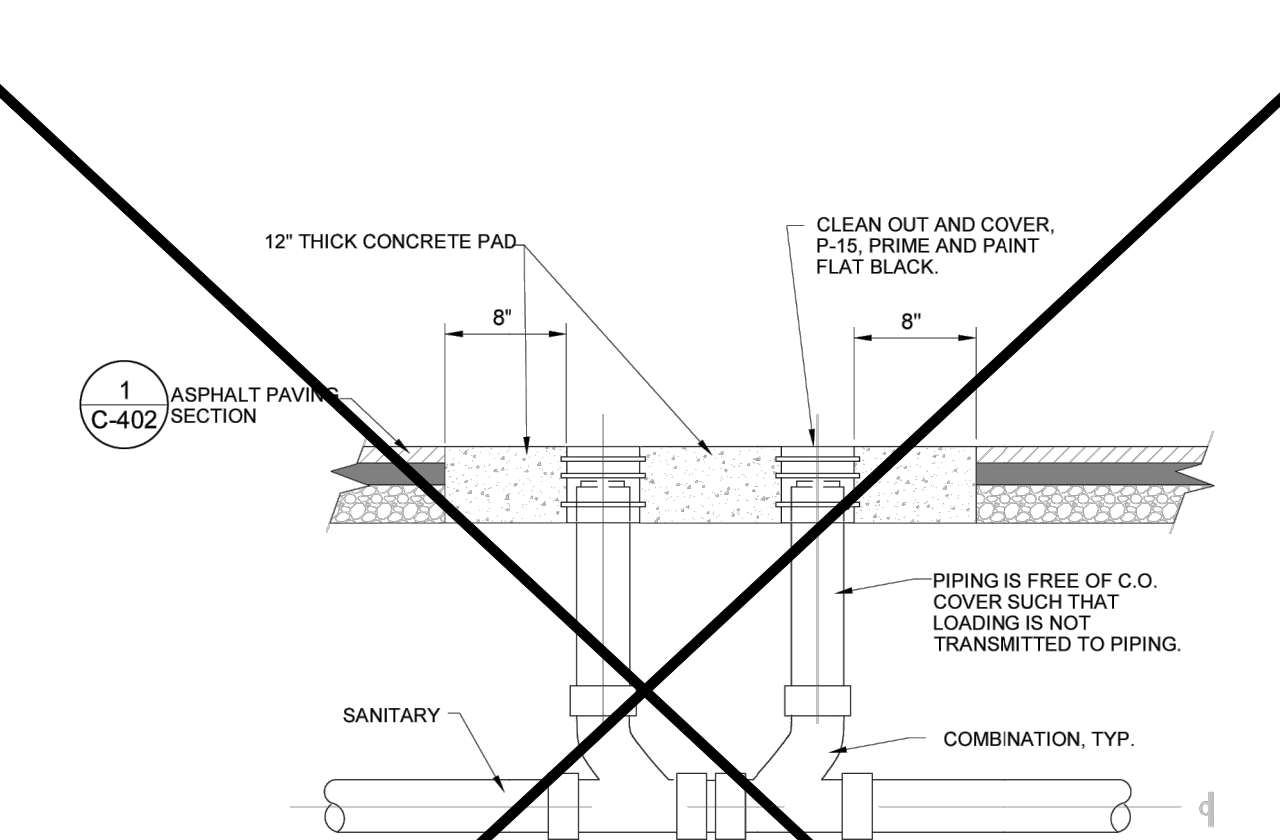 12" THICK CONCRETE PAD
CLEAN OUT AND COVER,
P-15, PRIME AND PAINT
FLAT BLACK.
8"
8"
1
C-402
ASPHALT PAVING
SECTION
PIPING IS FREE OF C.O.
COVER SUCH THAT
LOADING IS NOT
TRANSMITTED TO PIPING.
SANITARY
COMBINATION, TYP.